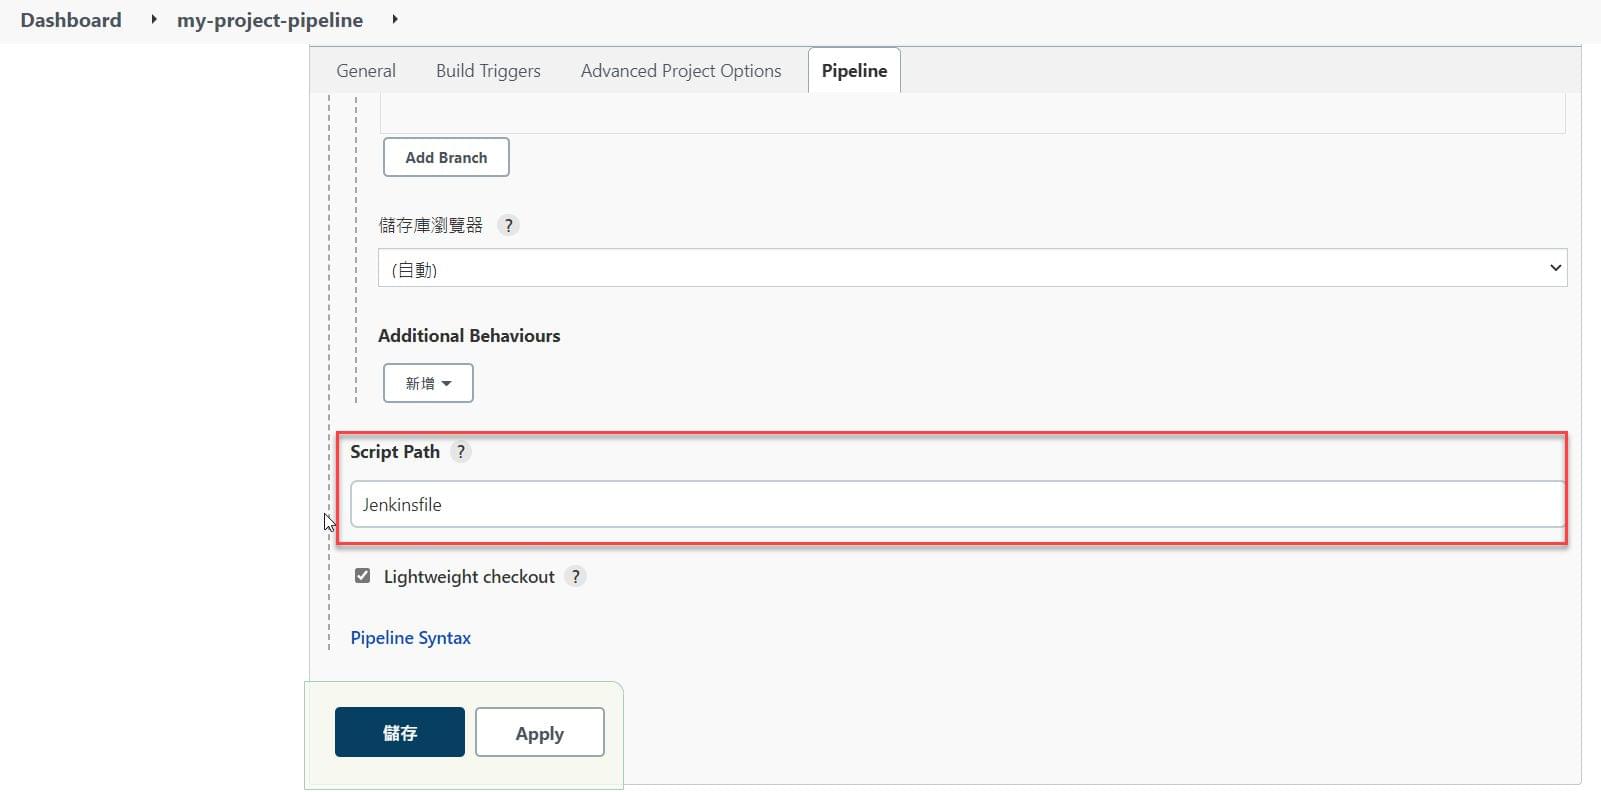 Dashboard my-project-pipeline
General Build Triggers Advanced Project Options Pipeline
Add Branch
儲存庫瀏覽器 ?
(自動)
Additional Behaviours
新增
Script Path ?
Jenkinsfile
Lightweight checkout ?
Pipeline Syntax
儲存 Apply